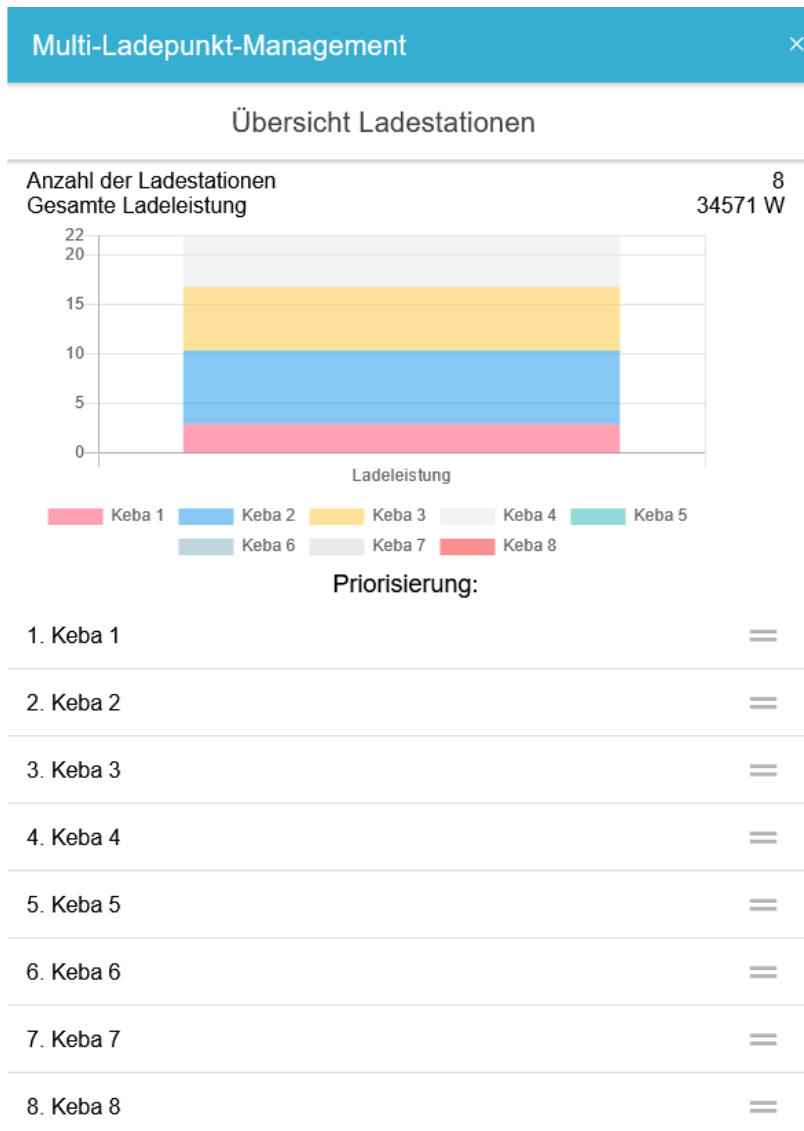 Multi-Ladepunkt-Management ×
Übersicht Ladestationen
Anzahl der Ladestationen 8
Gesamte Ladeleistung 34571 W
22
20
15
10
5
0
Ladeleistung
Keba 1 Keba 2 Keba 3 Keba 4 Keba 5
Keba 6 Keba 7 Keba 8
Priorisierung:
1. Keba 1
2. Keba 2
3. Keba 3
4. Keba 4
5. Keba 5
6. Keba 6
7. Keba 7
8. Keba 8